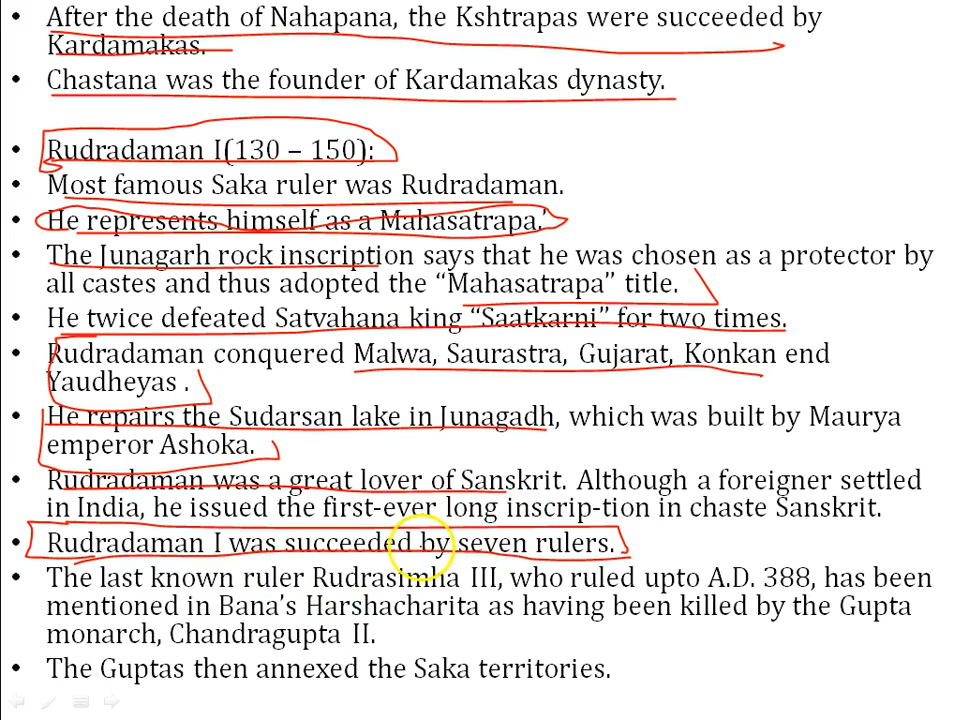 • After the death of Nahapana, the Kshtrapas were succeeded by
Kardamakas.
• Chastana was the founder of Kardamakas dynasty.
• Rudradaman I(130 – 150):
• Most famous Saka ruler was Rudradaman.
• He represents himself as a Mahasatrapa.’
• The Junagarh rock inscription says that he was chosen as a protector by
all castes and thus adopted the “Mahasatrapa” title.
• He twice defeated Satvahana king “Saatkarni” for two times.
• Rudradaman conquered Malwa, Saurastra, Gujarat, Konkan end
Yaudheyas .
• He repairs the Sudarsan lake in Junagadh, which was built by Maurya
emperor Ashoka.
• Rudradaman was a great lover of Sanskrit. Although a foreigner settled
in India, he issued the first-ever long inscrip-tion in chaste Sanskrit.
• Rudradaman I was succeeded by seven rulers.
• The last known ruler Rudrasimha III, who ruled upto A.D. 388, has been
mentioned in Bana’s Harshacharita as having been killed by the Gupta
monarch, Chandragupta II.
• The Guptas then annexed the Saka territories.